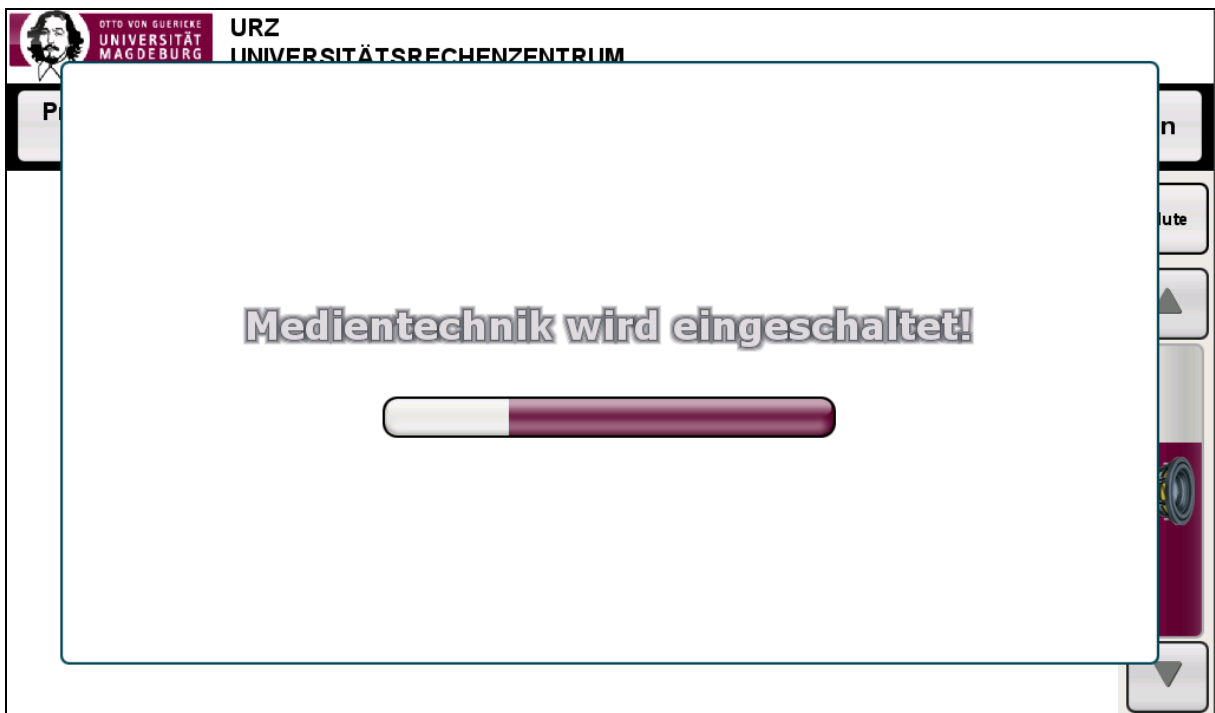 OTTO VON GUERICKE
UNIVERSITÄT
MAGDEBURG
URZ
UNIVERSITÄTSRECHENZENTRUM
Medientechnik wird eingeschaltet!